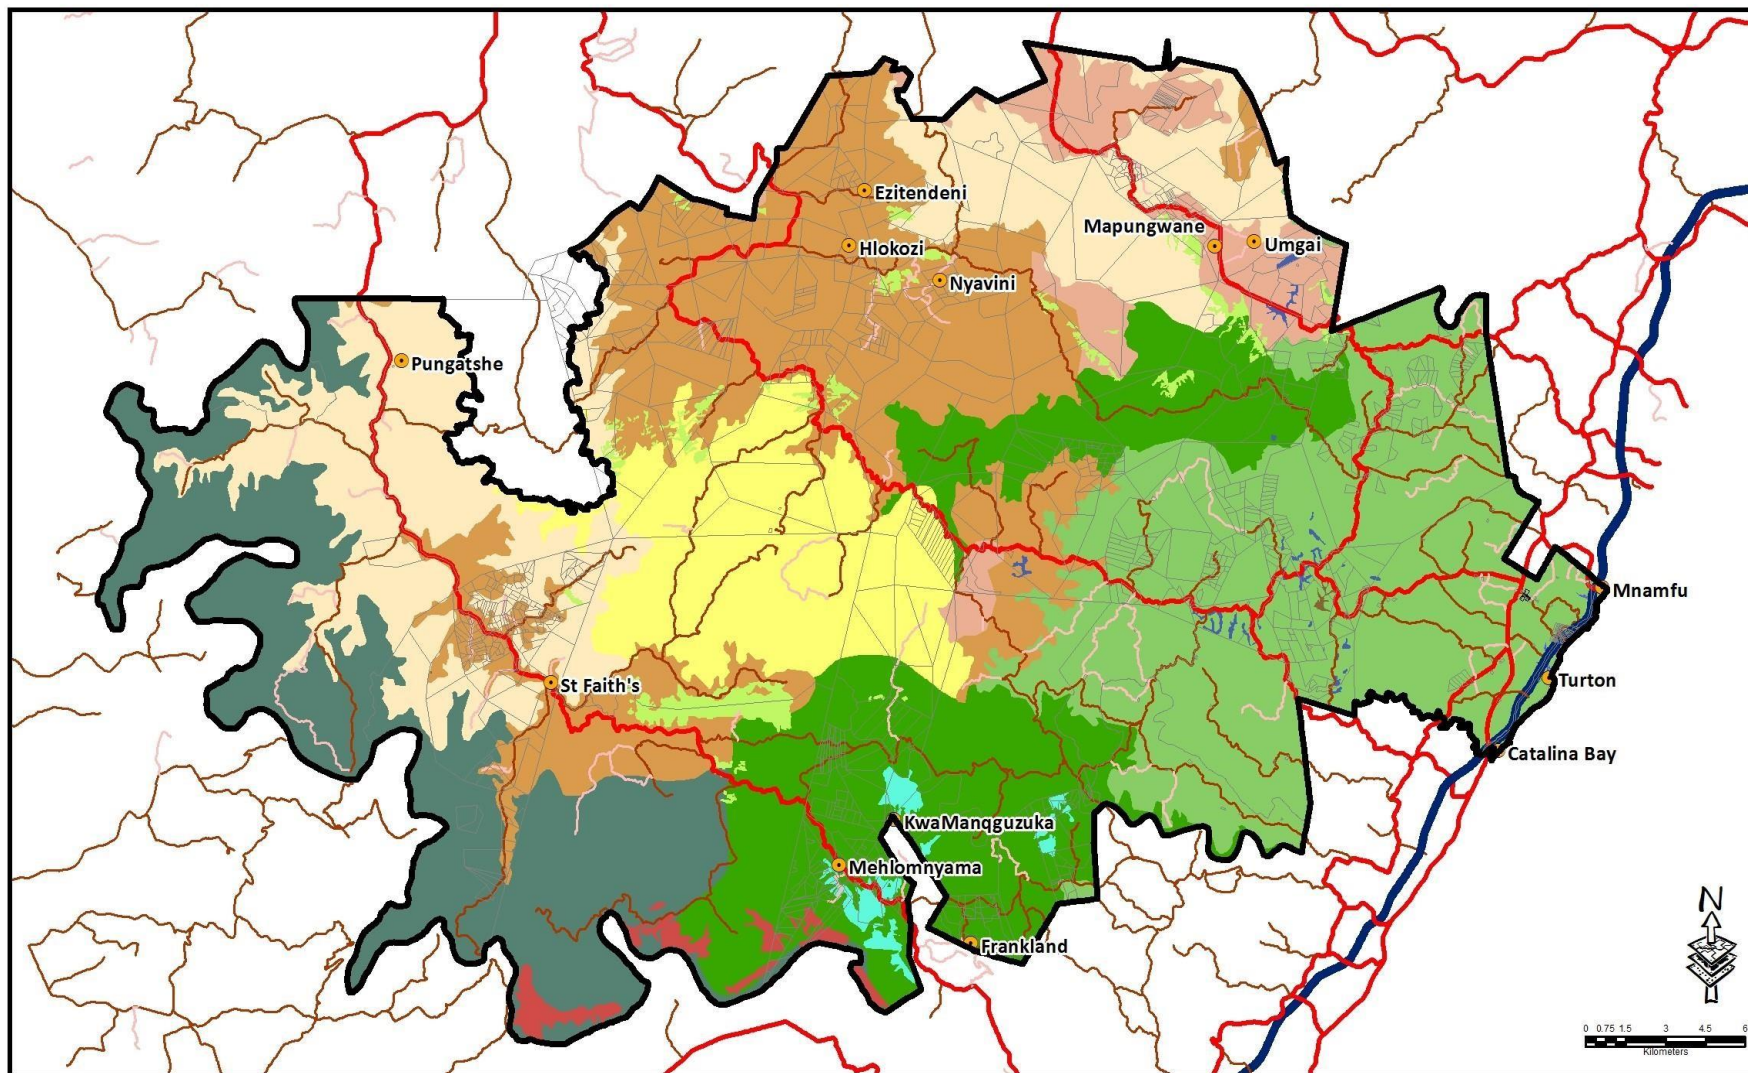 Ezitendeni
Mapungwane
Umgai
Hlokozi
Nyavini
Pungatshe
Mnamfu
St Faith's
Turton
Catalina Bay
KwaManqguzuka
Mehlomnyama
Frankland
N
0 0.75 1.5 3 4.5 6
Kilometers